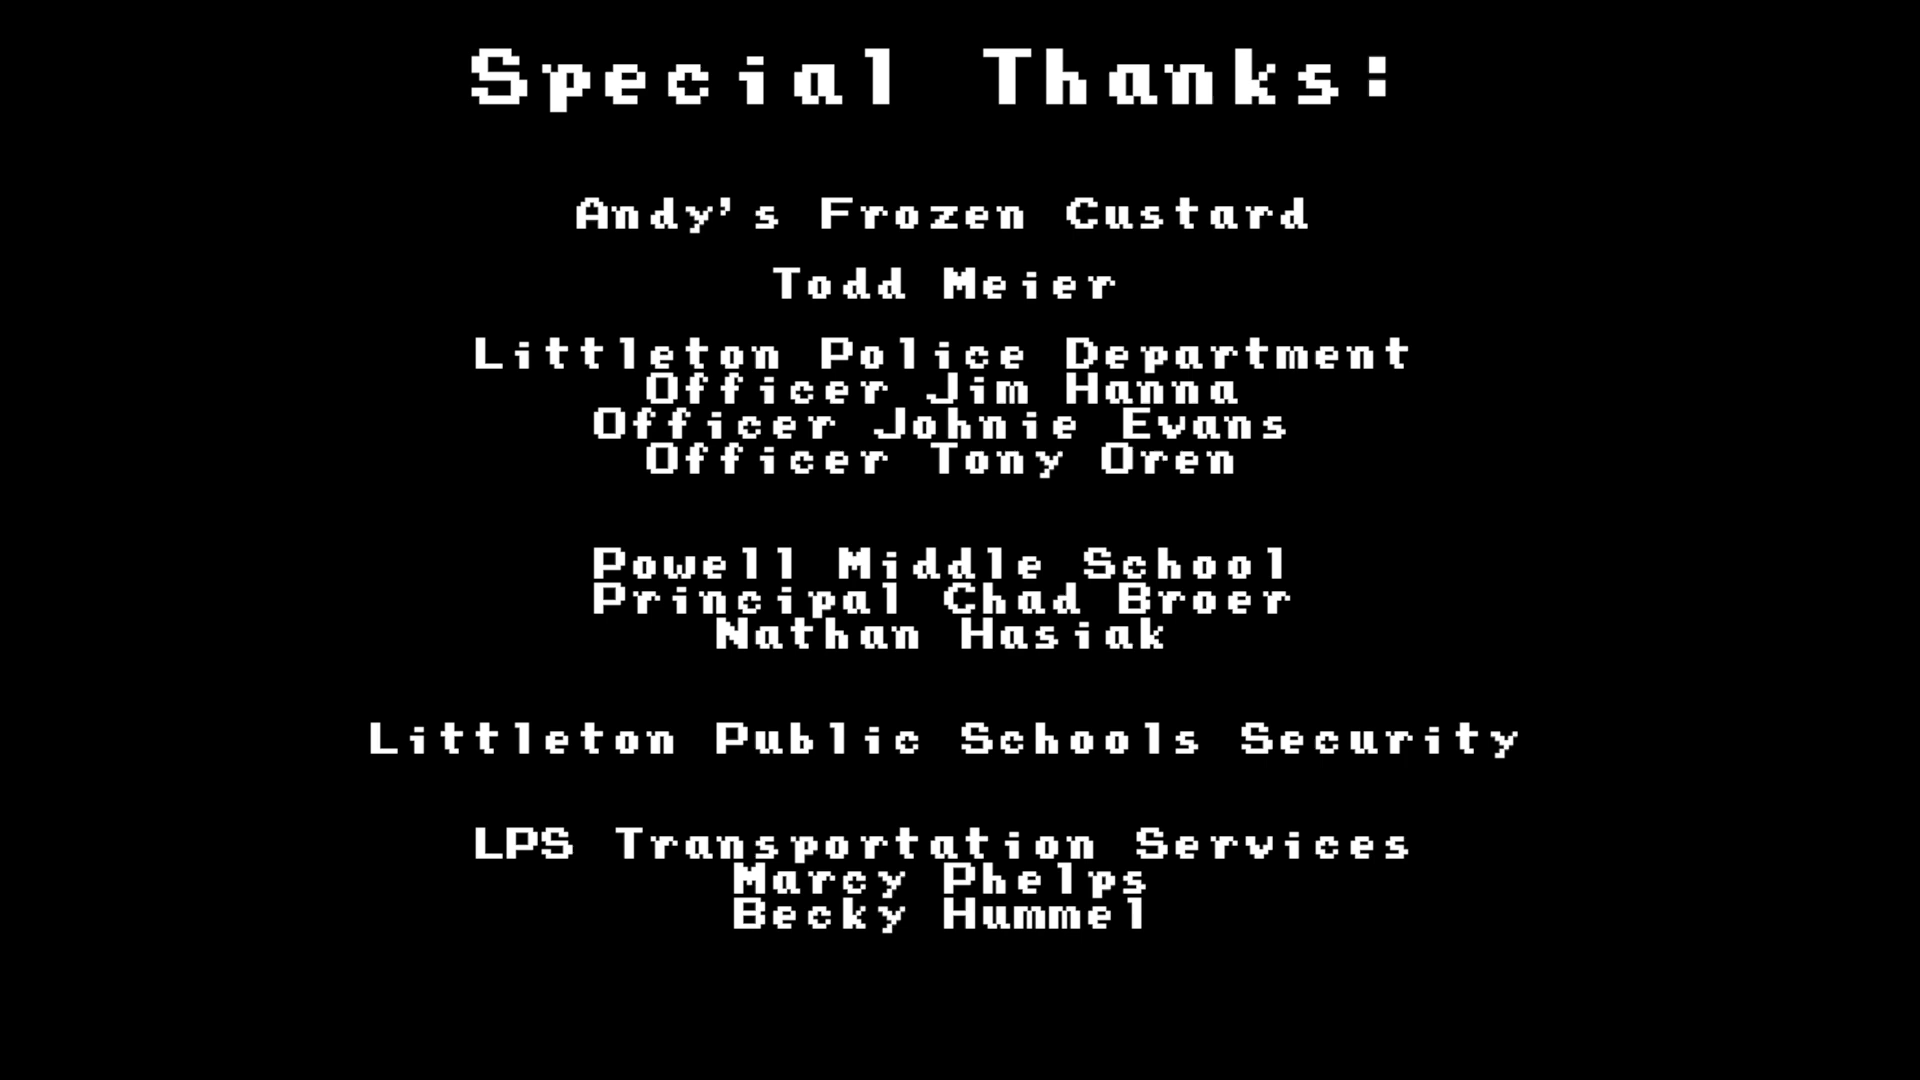 Special Thanks:
Andy's Frozen Custard
Todd Meier
Littleton Police Department
Officer Jim Hanna
Officer Johnie Evans
Officer Tony Oren
Powell Middle School
Principal Chad Broer
Nathan Hasiak
Littleton Public Schools Security
LPS Transportation Services
Marcy Phelps
Becky Hummel